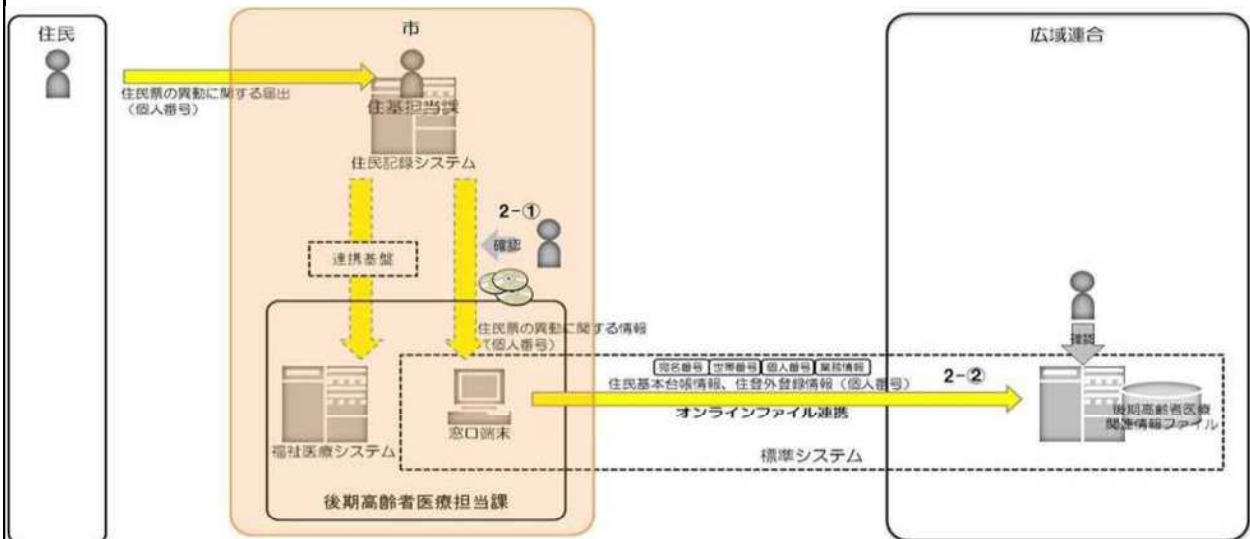 住民
市
広域連合
住民票の異動に関する届出
（個人番号）
住基担当課
住民記録システム
2-①
確認
連携基盤
住民票の異動に関する情報
（個人番号）
確認
宛名番号 世帯番号 個人番号 業務情報
2-②
住民基本台帳情報、住登外登録情報（個人番号）
オンラインファイル連携
後期高齢者医療
関連情報ファイル
窓口端末
福祉医療システム
標準システム
後期高齢者医療担当課